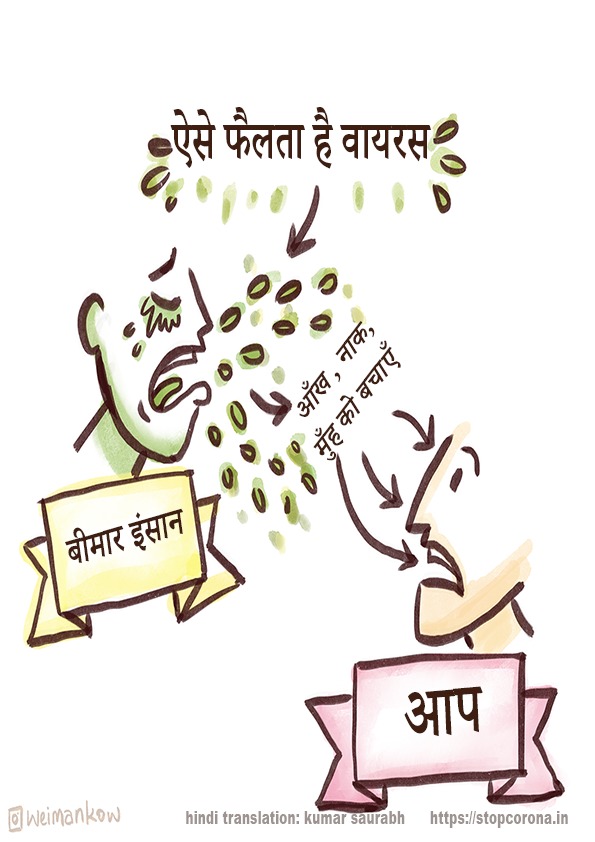 ऐसे फैलता है वायरस
आँख , नाक,
मुँह को बचाएँ
बीमार इंसान
आप
weimankow
hindi translation: kumar saurabh
https://stopcorona.in